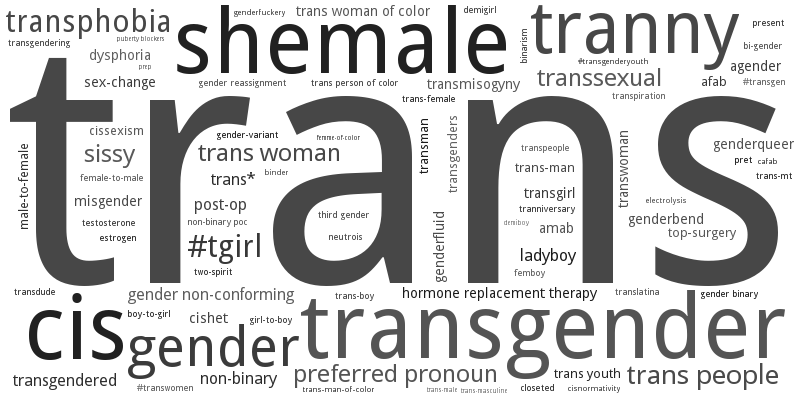 transphobia
genderfuckery
trans woman of color
demigirl
tranny
present
transgendering
puberty blockers
shemale
binarism
bi-gender
dysphoria
prep
#transgenderyouth
agender
sex-change
gender reassignment
trans person of color
transmisogyny
transsexual
afab
#transgen
trans-female
transpiration
trans
cissexism
gender-variant
femme-of-color
transman
transgenders
transpeople
transwoman
genderqueer
sissy
trans woman
pret
cafab
male-to-female
female-to-male
trans*
binder
trans-man
trans-mt
misgender
post-op
transgirl
electrolysis
testosterone
non-binary poc
third gender
genderfluid
tranniversary
demiboy
amab
genderbend
estrogen
#tgirl
neutrois
top-surgery
two-spirit
ladyboy
femboy
transdude
gender non-conforming
trans-boy
hormone replacement therapy
translatina
gender binary
cis
boy-to-girl
cishet
girl-to-boy
transgender
gender
transgendered
#transwomen
non-binary
preferred pronoun
trans-man-of-color
trans-male
trans-masculine
closeted
trans youth
cisnormativity
trans people